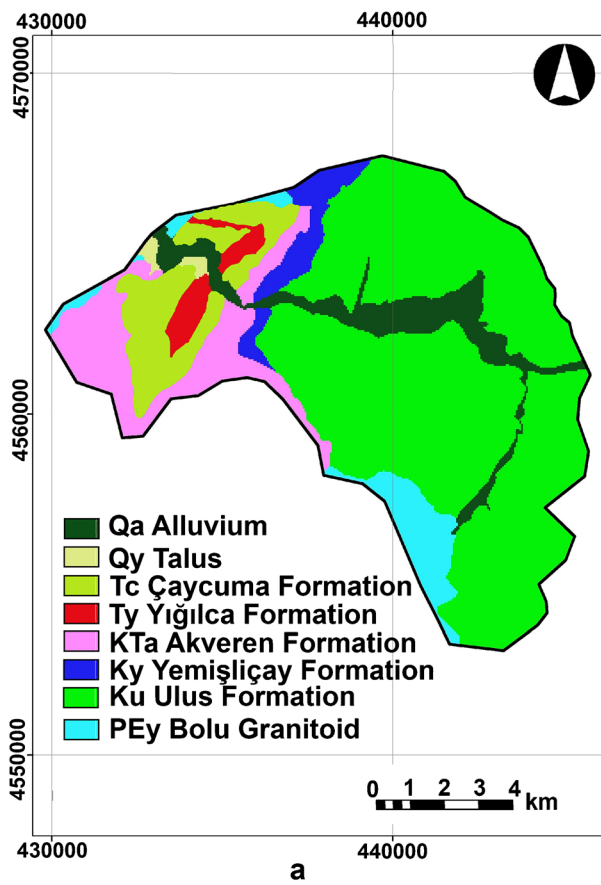 430000 440000
4570000
4560000
4550000
Qa Alluvium
Qy Talus
Tc Çaycuma Formation
Ty Yığılca Formation
KTa Akveren Formation
Ky Yemişliçay Formation
Ku Ulus Formation
PEy Bolu Granitoid
0 1 2 3 4
km
430000 440000
a